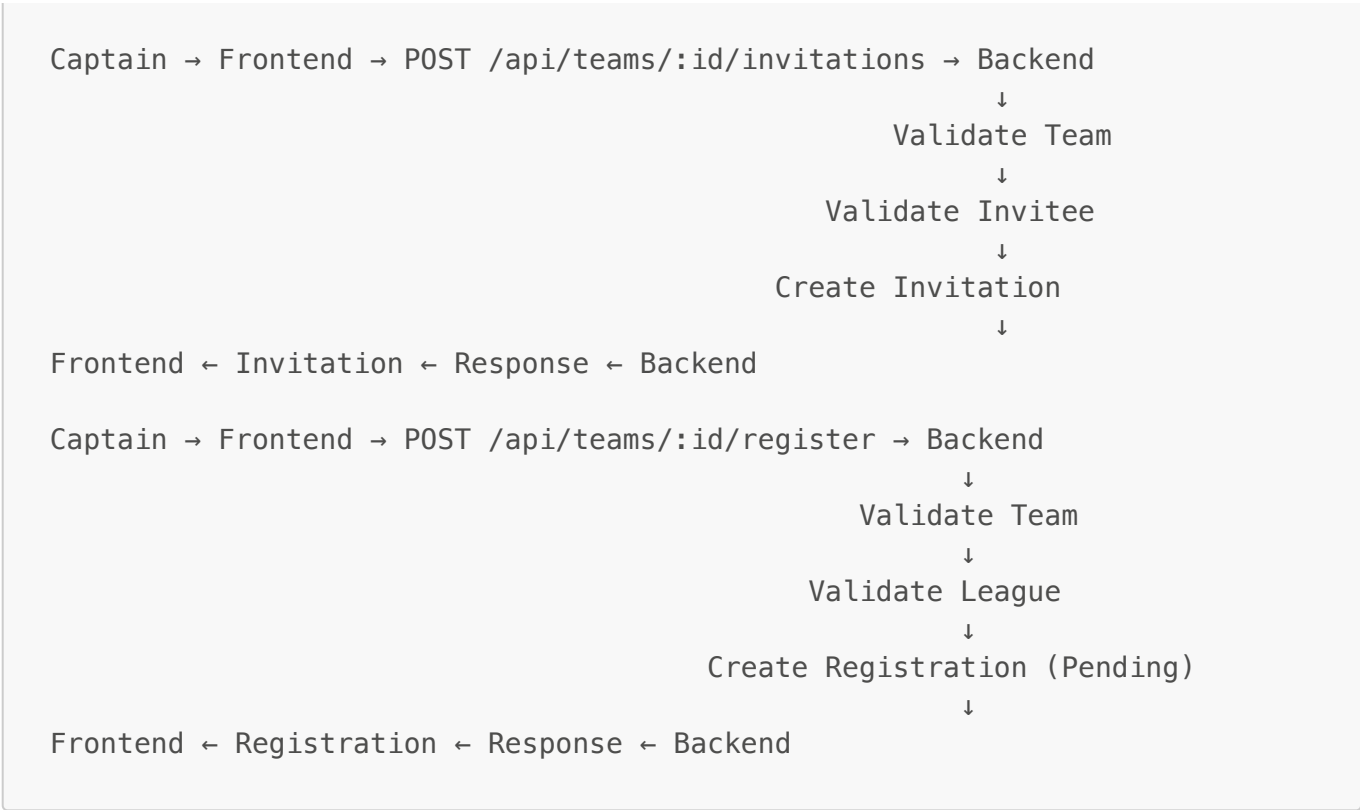 Captain → Frontend → POST /api/teams/:id/invitations → Backend
↓
Validate Team
↓
Validate Invitee
↓
Create Invitation
↓
Frontend ← Invitation ← Response ← Backend
Captain → Frontend → POST /api/teams/:id/register → Backend
↓
Validate Team
↓
Validate League
↓
Create Registration (Pending)
↓
Frontend ← Registration ← Response ← Backend